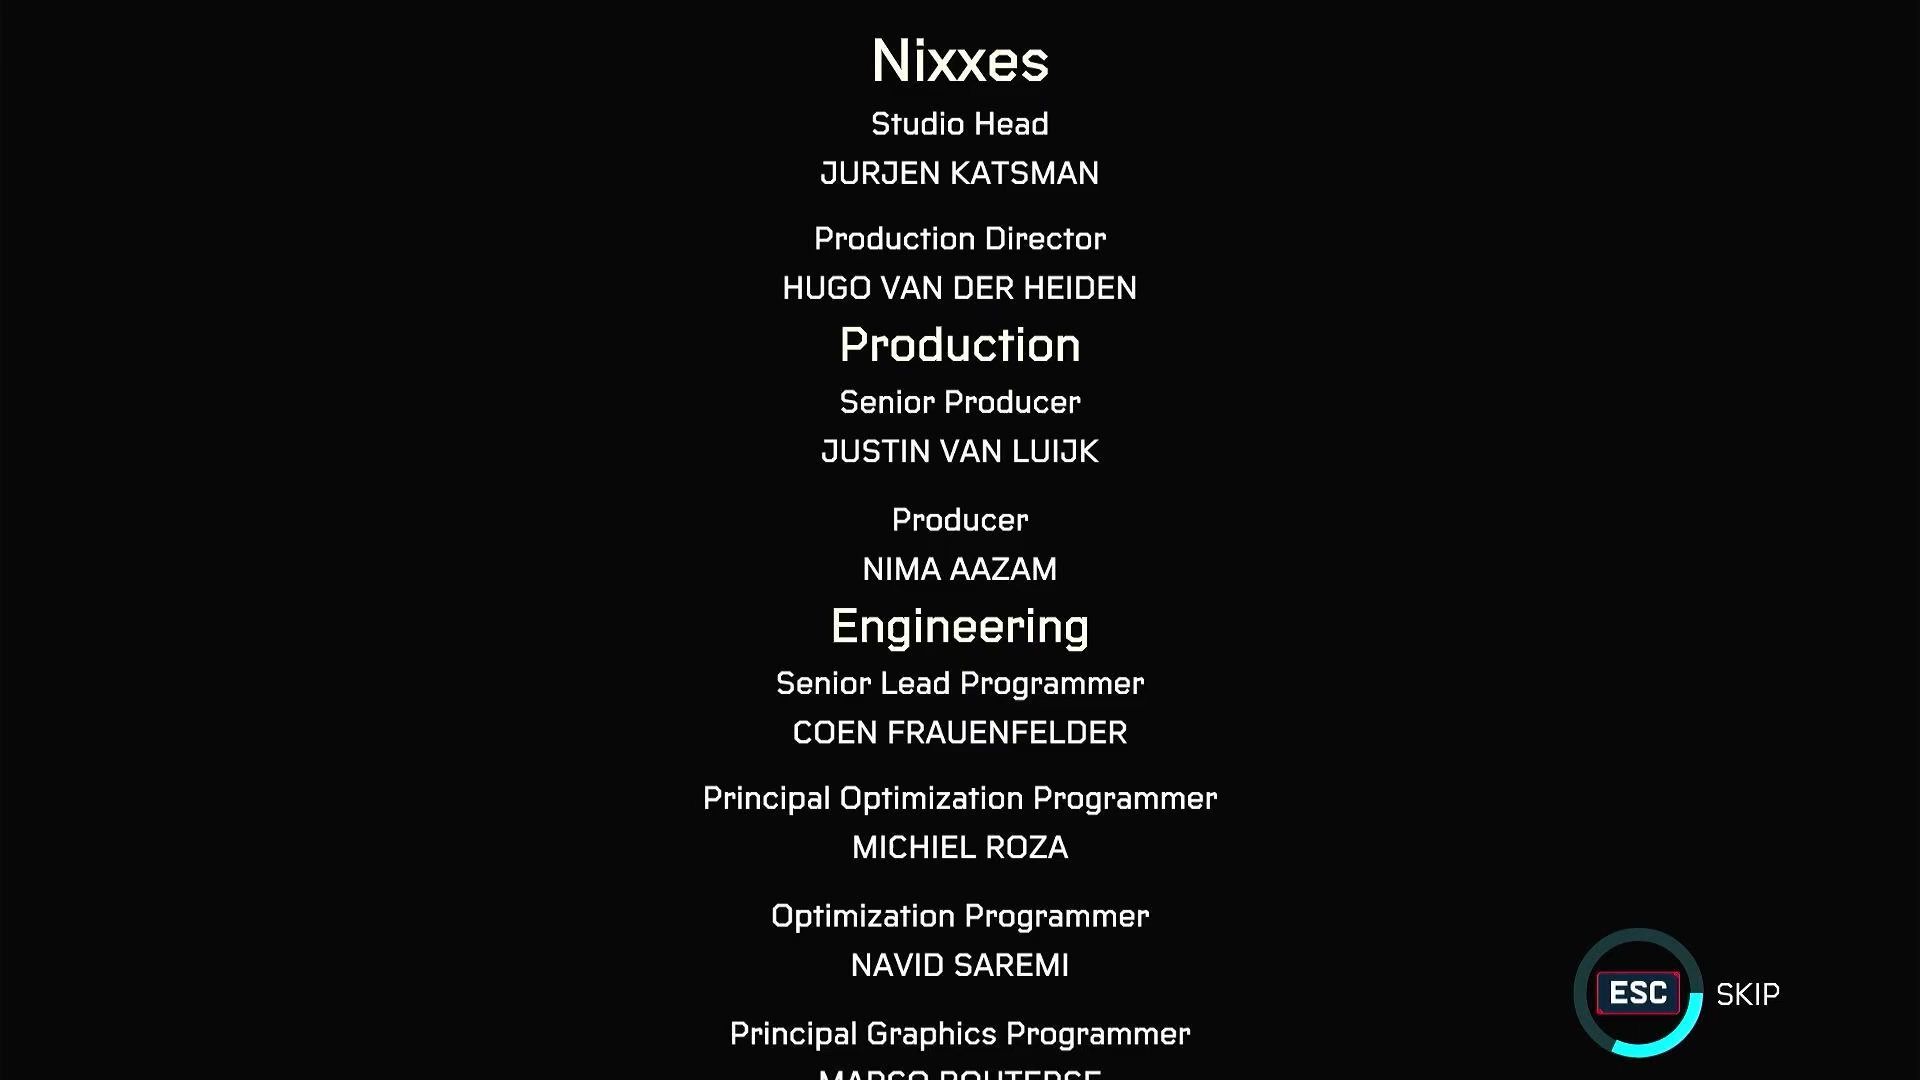 Nixxes
Studio Head
JURJEN KATSMAN
Production Director
HUGO VAN DER HEIDEN
Production
Senior Producer
JUSTIN VAN LUIJK
Producer
NIMA AAZAM
Engineering
Senior Lead Programmer
COEN FRAUENFELDER
Principal Optimization Programmer
MICHIEL ROZA
Optimization Programmer
NAVID SAREMI
ESC SKIP
Principal Graphics Programmer